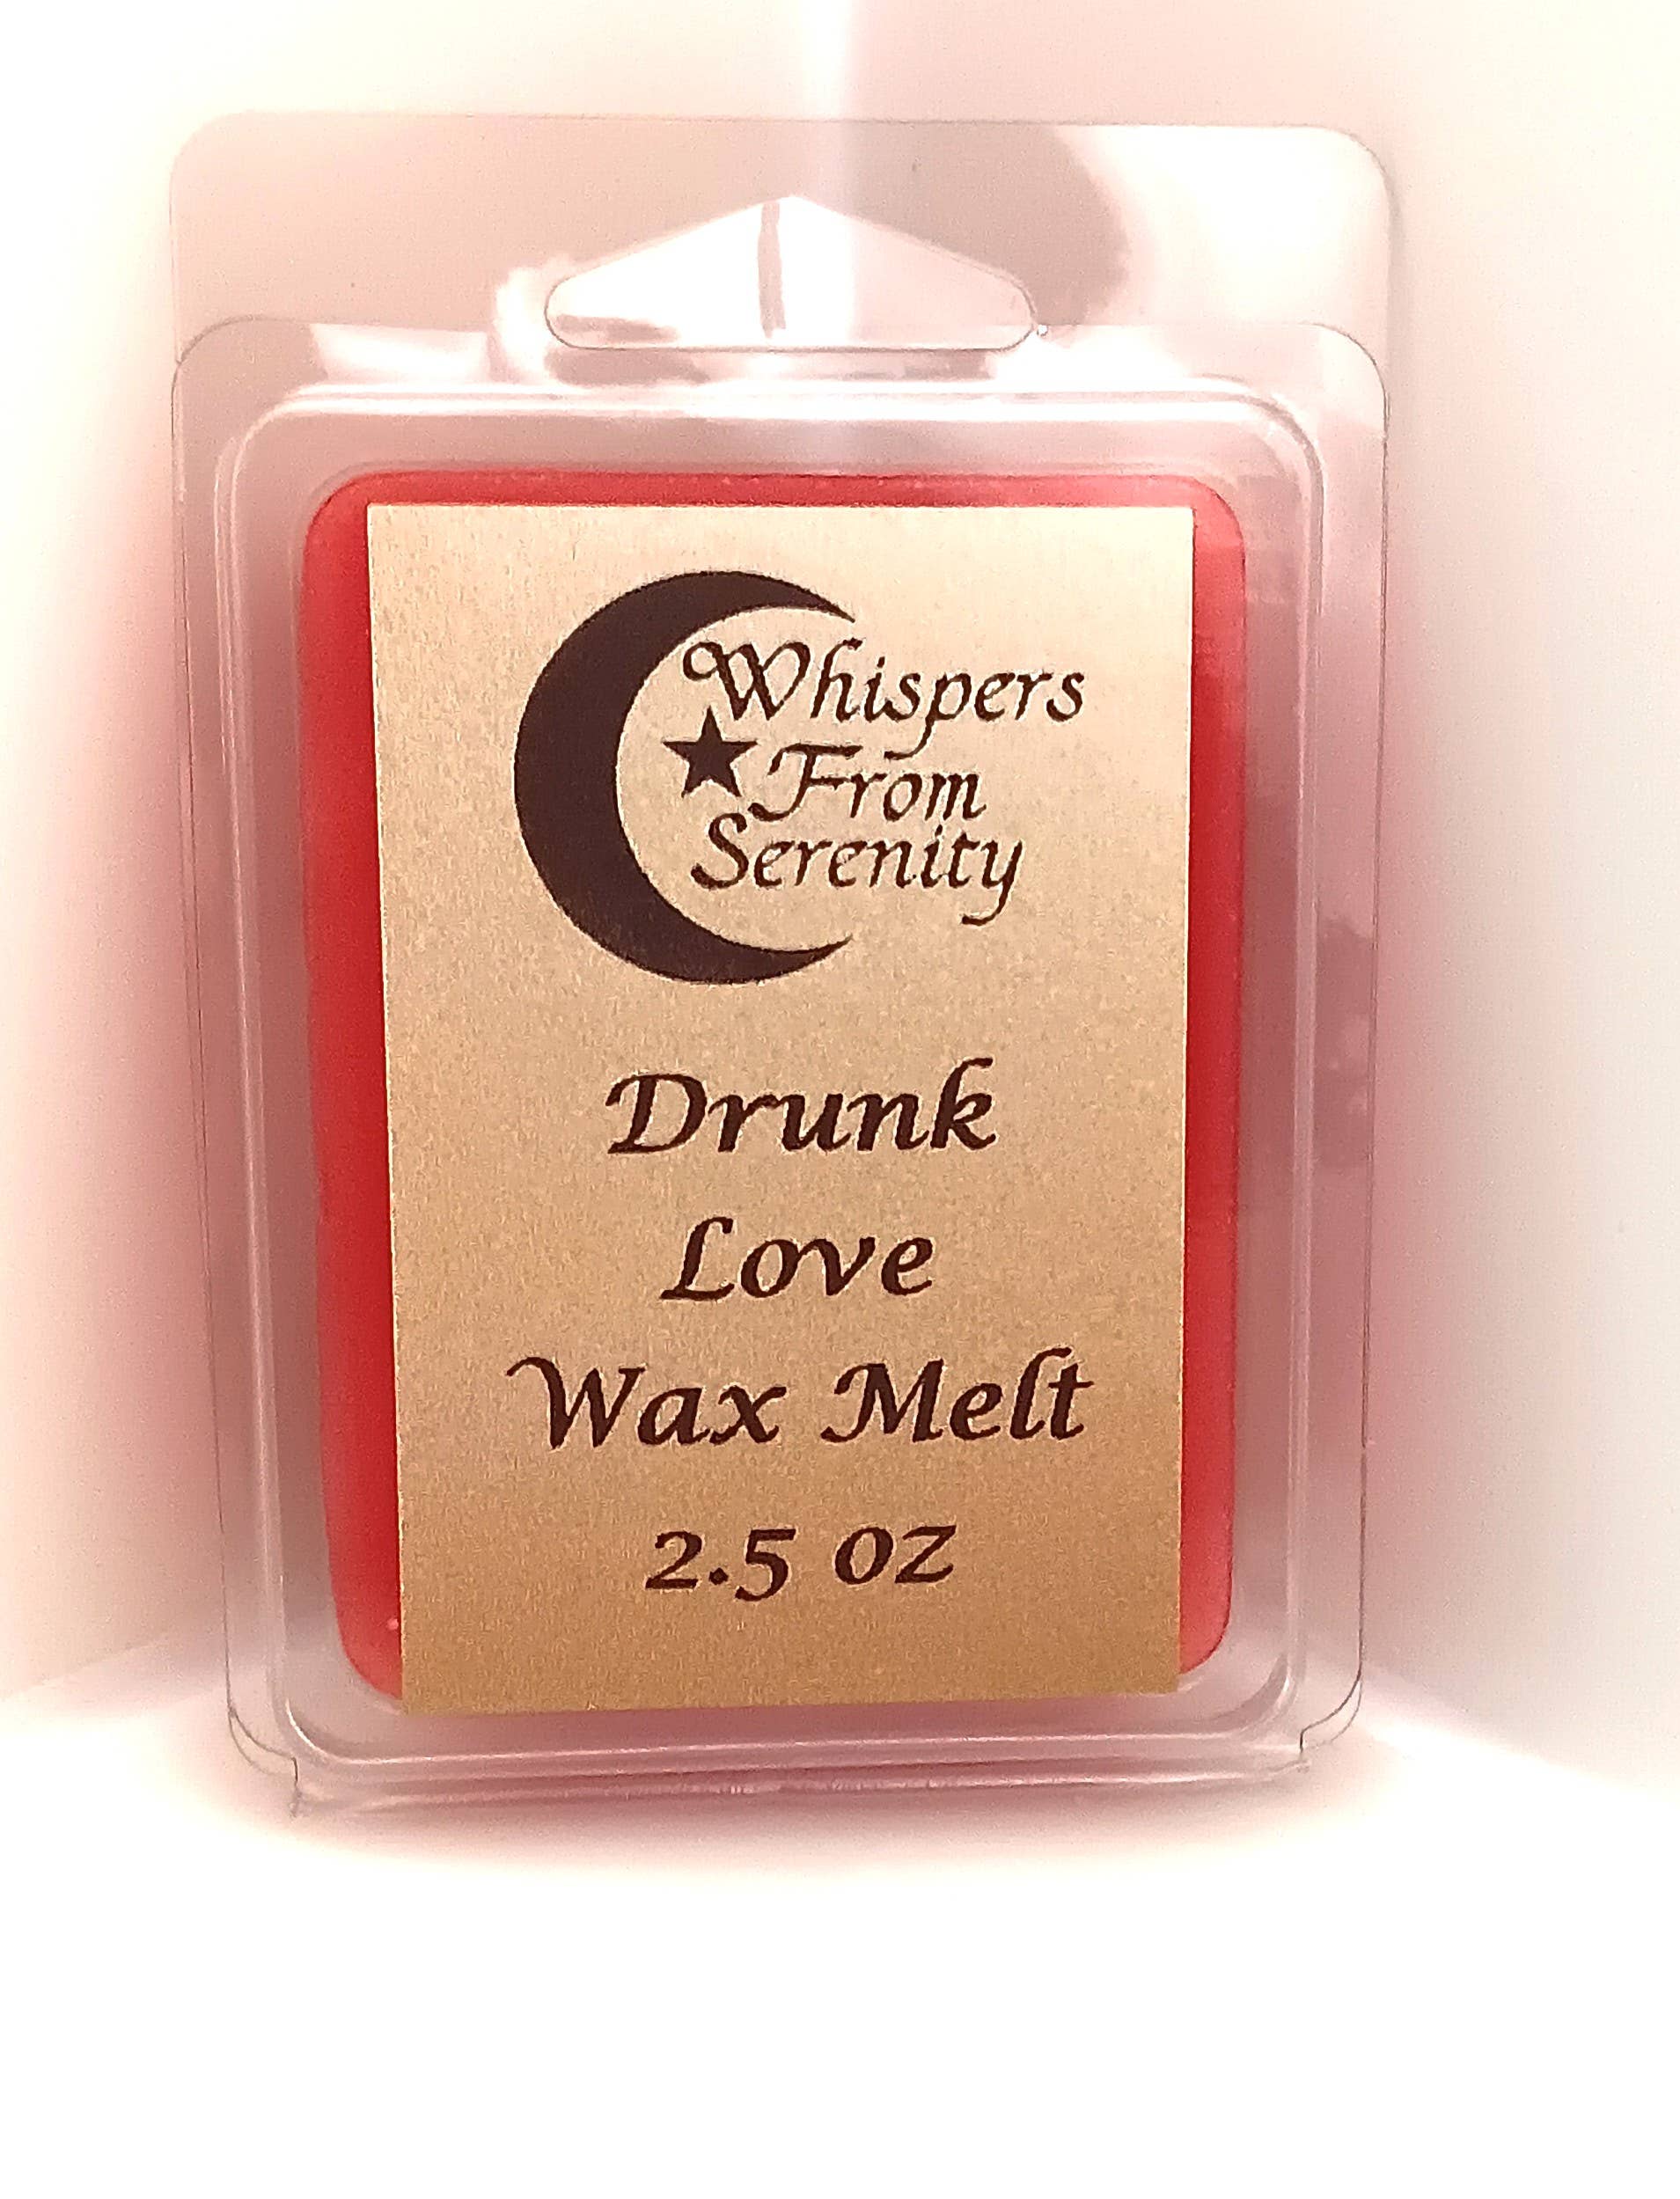 Whispers
From
Serenity
Drunk
Love
Wax Melt
2.5 oz